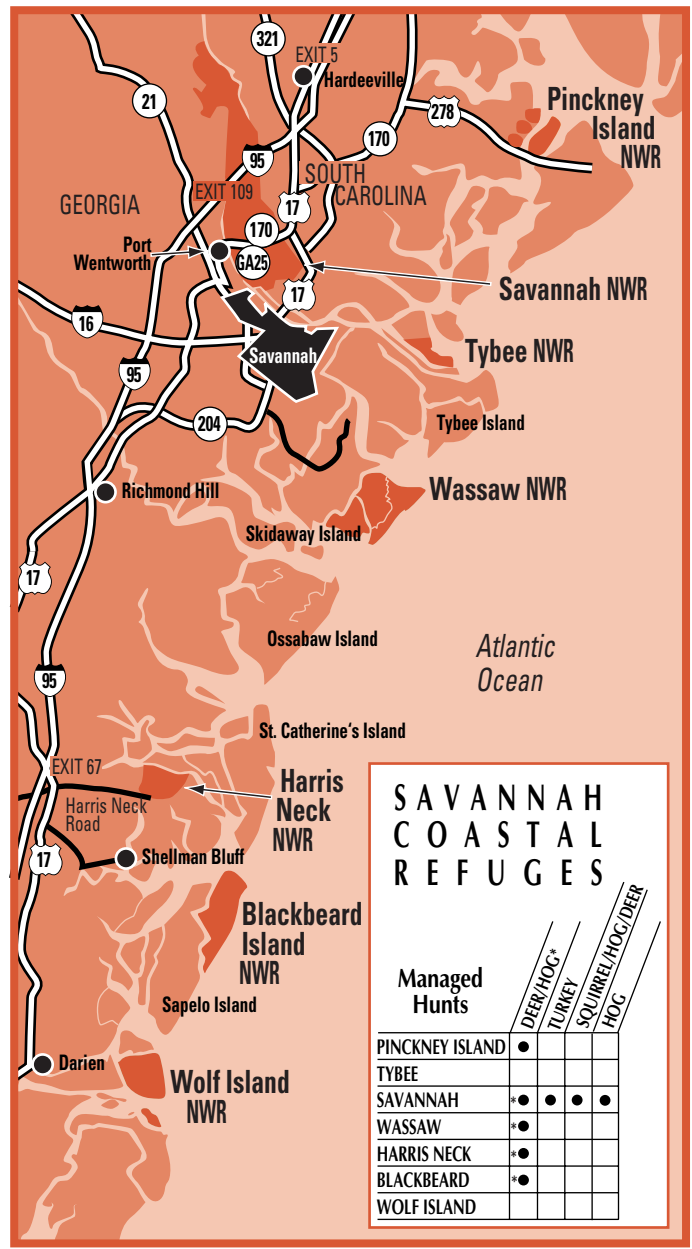 321
EXIT 5
Hardeeville
21
278
Pinckney
Island
NWR
170
95
SOUTH
CAROLINA
EXIT 109
GEORGIA
17
170
Port
Wentworth
GA25
Savannah NWR
17
16
Savannah
Tybee NWR
95
204
Tybee Island
Richmond Hill
Wassaw NWR
Skidaway Island
17
Ossabaw Island
Atlantic
Ocean
95
St. Catherine's Island
EXIT 67
Harris
Neck
NWR
Harris Neck
Road
17
Shellman Bluff
Blackbeard
Island
NWR
Sapelo Island
Darien
Wolf Island
NWR
SAVANNAH
COASTAL
REFUGES
Managed
Hunts
DEER/HOG*
TURKEY
SQUIRREL/HOG/DEER
HOG
PINCKNEY ISLAND ●
TYBEE
SAVANNAH *● ● ● ●
WASSAW *●
HARRIS NECK *●
BLACKBEARD *●
WOLF ISLAND